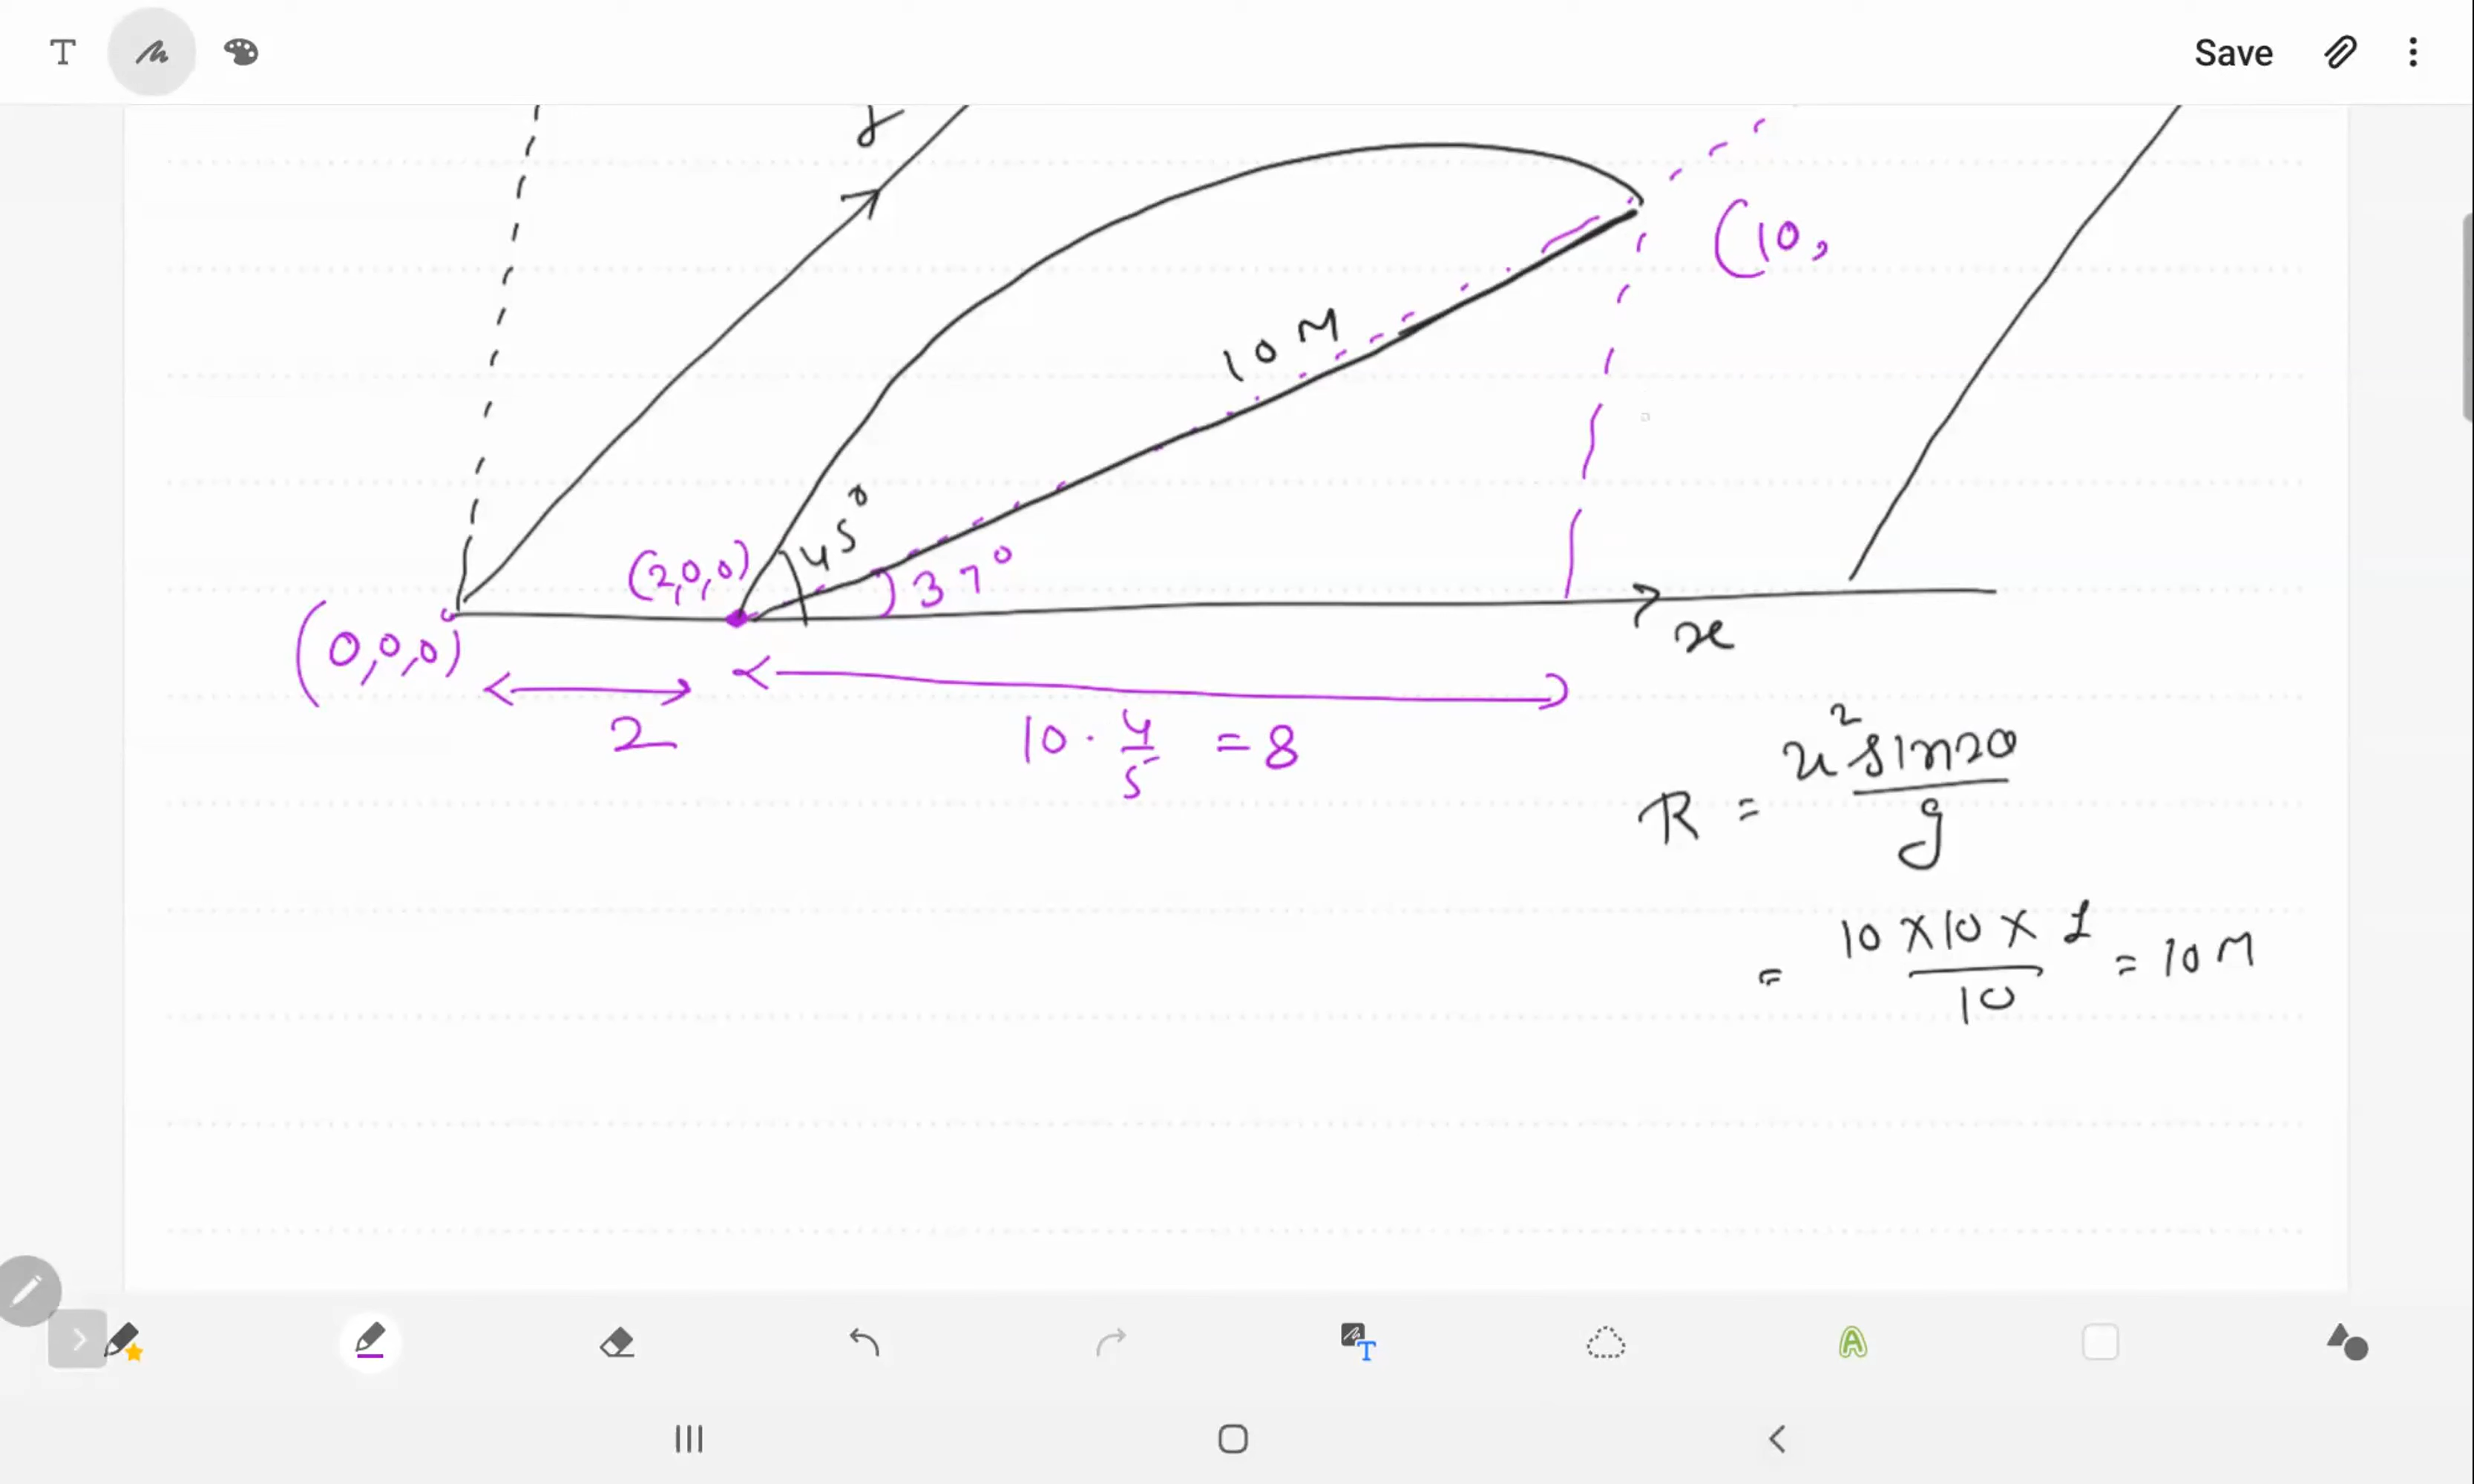 Save
y
(10,
10 M
45°
(2,0,0)
37°
(0,0,0)
x
2
10 · 4/5 = 8
R = u² sin2θ / g
= 10 × 10 × 1 / 10 = 10 M